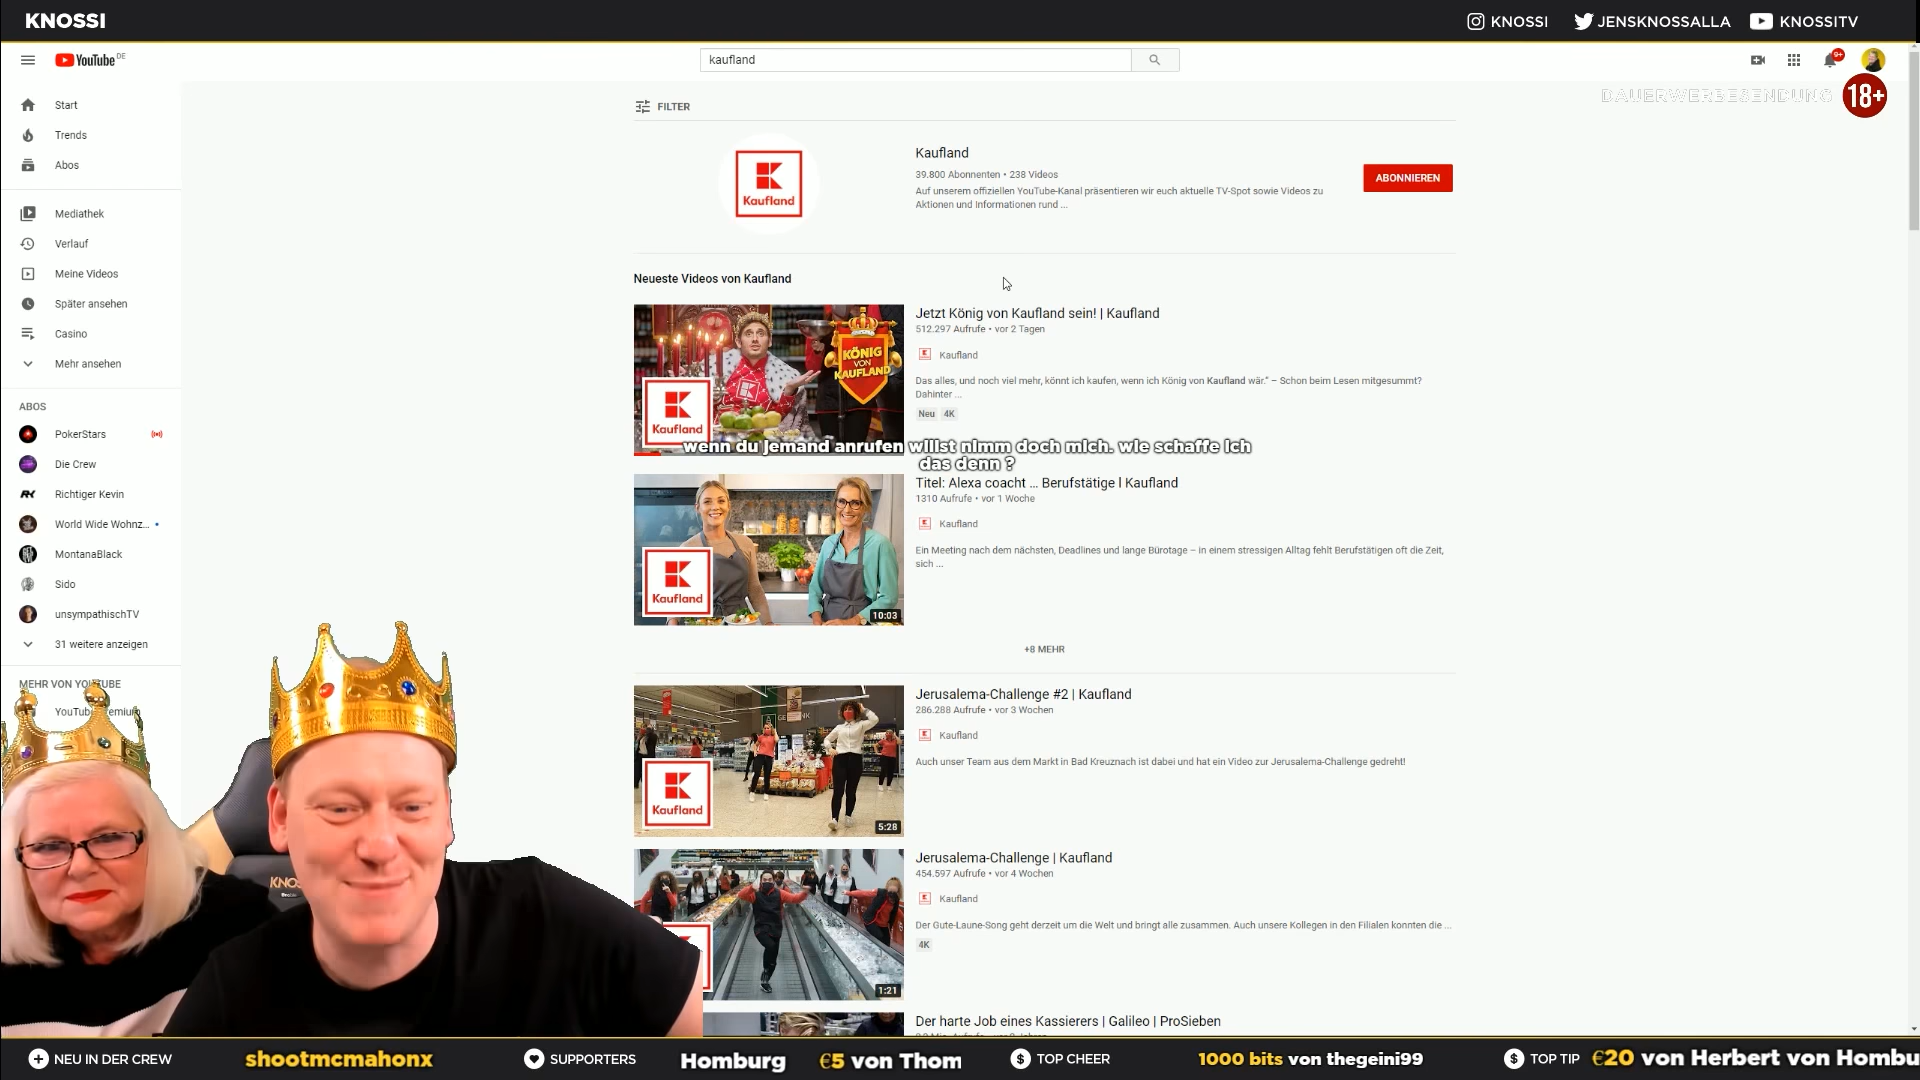 KNOSSI
KNOSSI
JENSKNOSSALLA
KNOSSITV
YouTube DE
kaufland
9+
DAUERWERBESENDUNG
18+
Start
Trends
Abos
Mediathek
Verlauf
Meine Videos
Später ansehen
Casino
Mehr ansehen
ABOS
PokerStars
Die Crew
Richtiger Kevin
World Wide Wohnz...
MontanaBlack
Sido
unsympathischTV
31 weitere anzeigen
MEHR VON YOUTUBE
FILTER
Kaufland
Kaufland
39.800 Abonnenten • 238 Videos
Auf unserem offiziellen YouTube-Kanal präsentieren wir euch aktuelle TV-Spot sowie Videos zu
Aktionen und Informationen rund ...
ABONNIEREN
Neueste Videos von Kaufland
KÖNIG
VON
KAUFLAND
Kaufland
Jetzt König von Kaufland sein! | Kaufland
512.297 Aufrufe • vor 2 Tagen
Kaufland
Das alles, und noch viel mehr, könnt ich kaufen, wenn ich König von Kaufland wär.“ – Schon beim Lesen mitgesummt?
Dahinter ...
Neu 4K
wenn du jemand anrufen willst nimm doch mich. wie schaffe ich
das denn ?
Kaufland
10:03
Titel: Alexa coacht ... Berufstätige l Kaufland
1310 Aufrufe • vor 1 Woche
Kaufland
Ein Meeting nach dem nächsten, Deadlines und lange Bürotage – in einem stressigen Alltag fehlt Berufstätigen oft die Zeit,
sich ...
+8 MEHR
Kaufland
5:28
Jerusalema-Challenge #2 | Kaufland
286.288 Aufrufe • vor 3 Wochen
Kaufland
Auch unser Team aus dem Markt in Bad Kreuznach ist dabei und hat ein Video zur Jerusalema-Challenge gedreht!
1:21
Jerusalema-Challenge | Kaufland
454.597 Aufrufe • vor 4 Wochen
Kaufland
Der Gute-Laune-Song geht derzeit um die Welt und bringt alle zusammen. Auch unsere Kollegen in den Filialen konnten die ...
4K
Der harte Job eines Kassierers | Galileo | ProSieben
KNOS
NEU IN DER CREW
shootmcmahonx
SUPPORTERS
Homburg €5 von Thom
TOP CHEER
1000 bits von thegeini99
TOP TIP
€20 von Herbert von Hombu